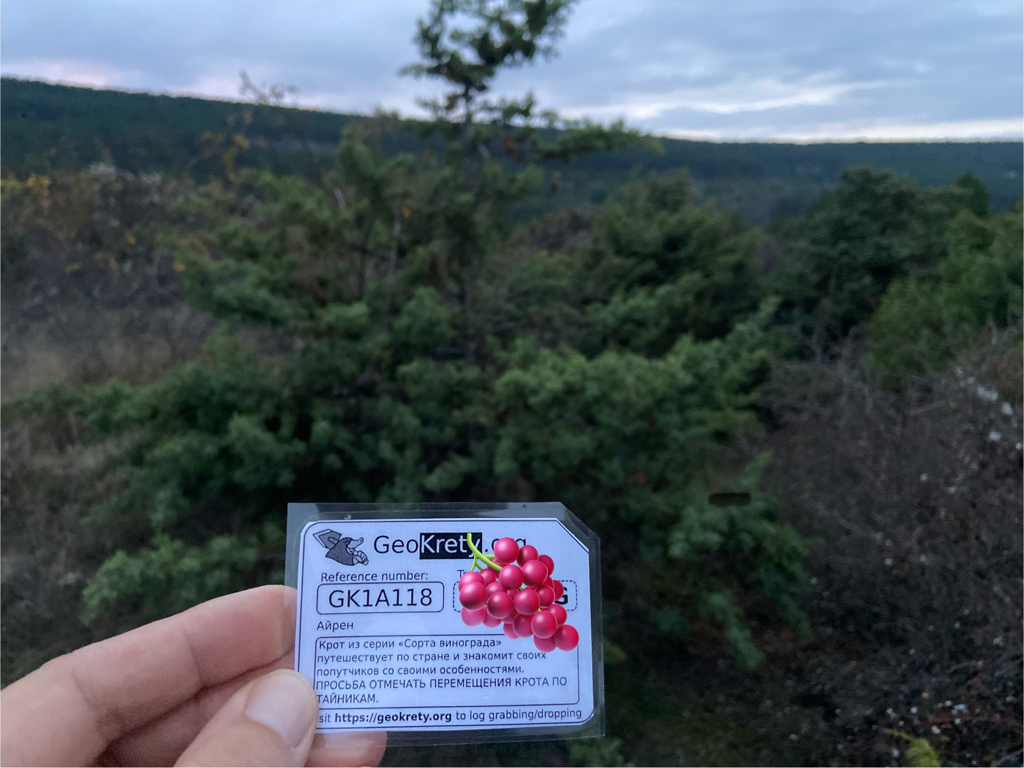 GeoKrety.org
Reference number:
GK1A118
Айрен
Крот из серии «Сорта винограда»
путешествует по стране и знакомит своих
попутчиков со своими особенностями.
ПРОСЬБА ОТМЕЧАТЬ ПЕРЕМЕЩЕНИЯ КРОТА ПО
ТАЙНИКАМ.
https://geokrety.org to log grabbing/dropping